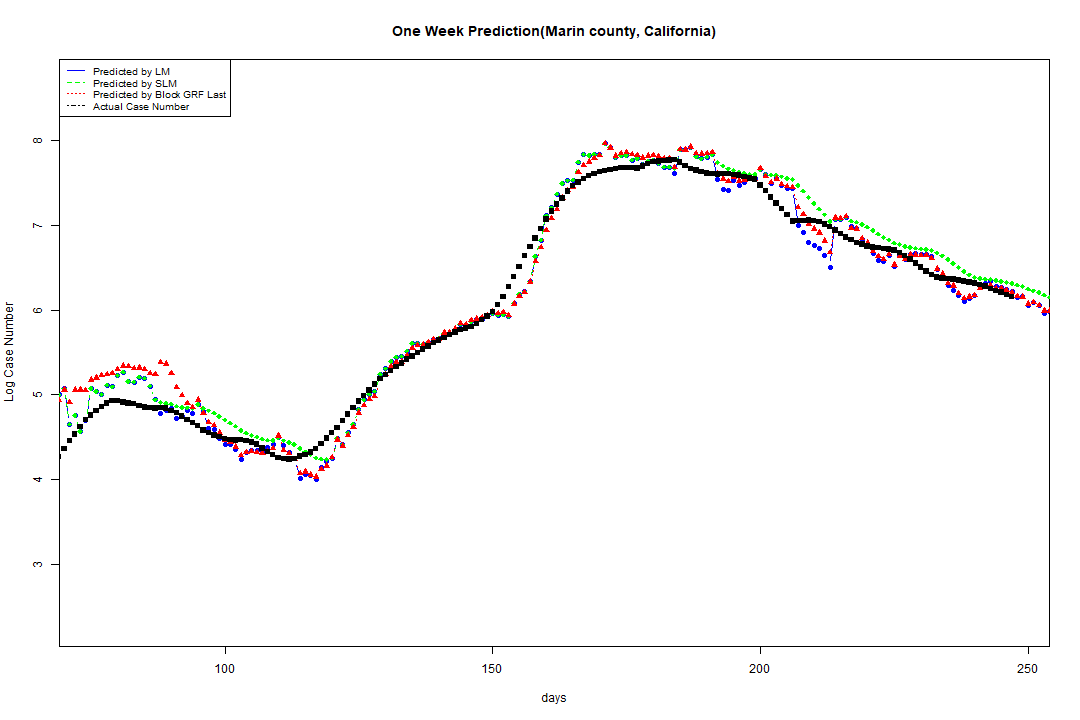 One Week Prediction(Marin county, California)
Predicted by LM
Predicted by SLM
Predicted by Block GRF Last
Actual Case Number
8
7
6
5
4
3
Log Case Number
100 150 200 250
days